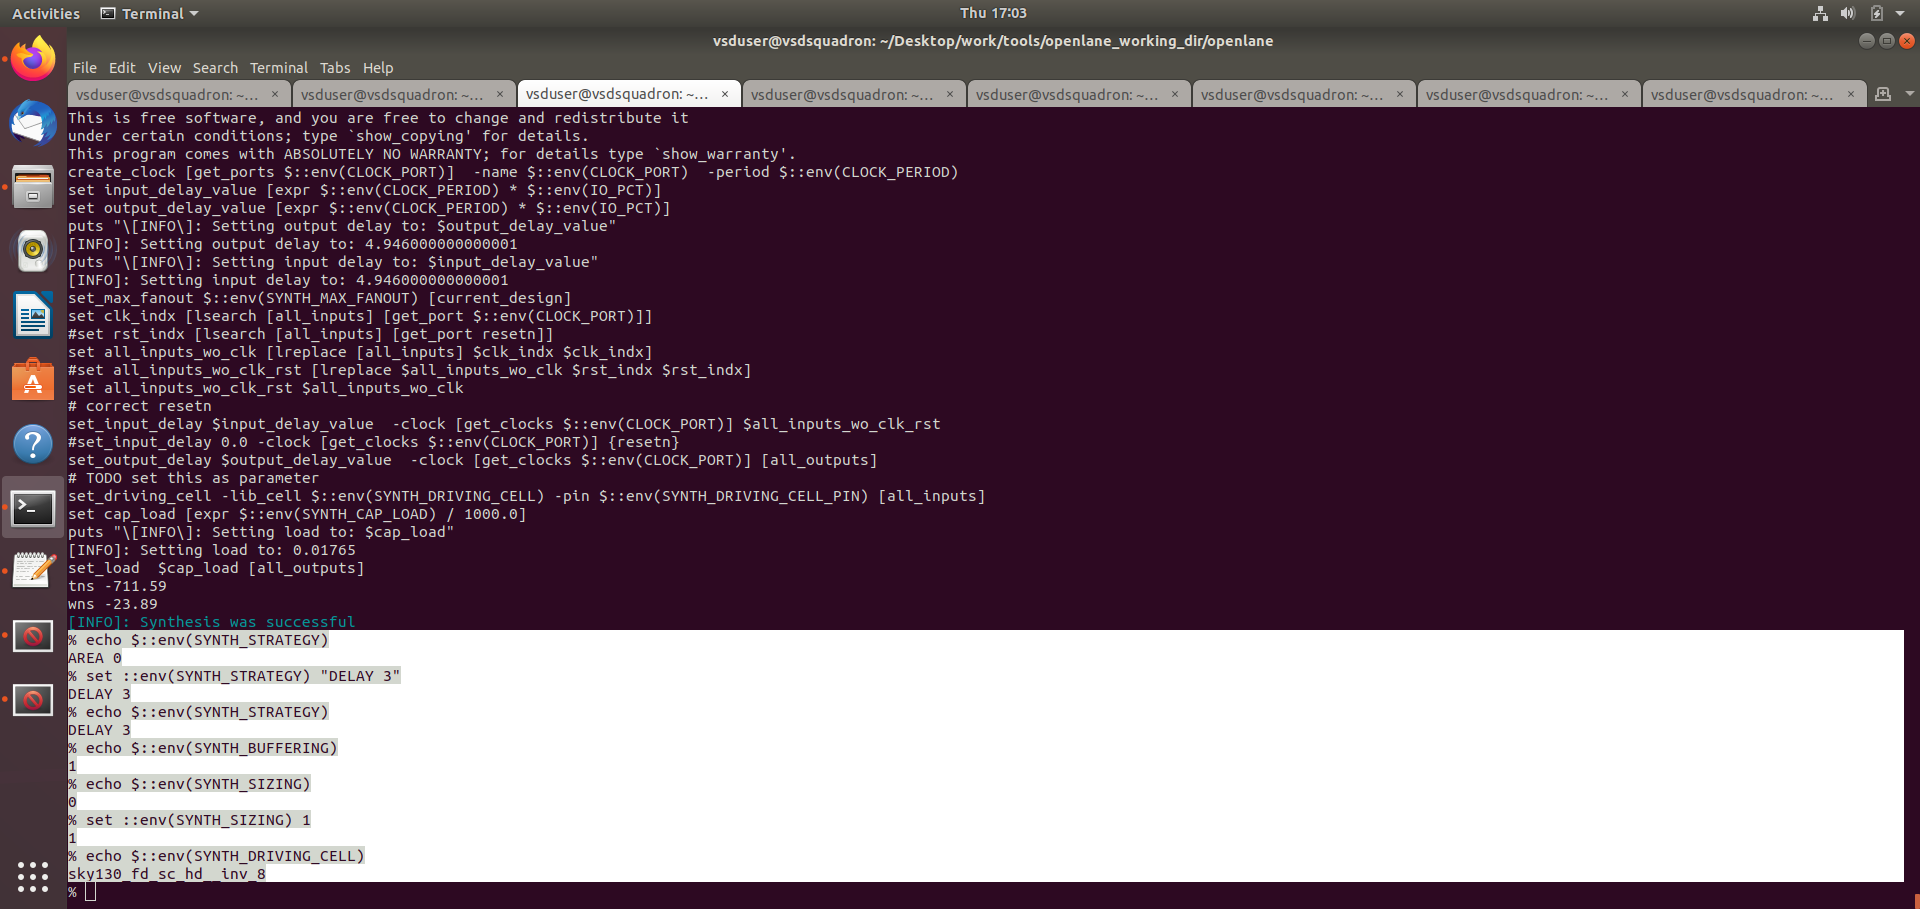 Activities
Terminal
Thu 17:03
vsduser@vsdsquadron: ~/Desktop/work/tools/openlane_working_dir/openlane
File Edit View Search Terminal Tabs Help
vsduser@vsdsquadron: ~... × vsduser@vsdsquadron: ~... × vsduser@vsdsquadron: ~... × vsduser@vsdsquadron: ~... × vsduser@vsdsquadron: ~... × vsduser@vsdsquadron: ~... × vsduser@vsdsquadron: ~... × vsduser@vsdsquadron: ~... ×
This is free software, and you are free to change and redistribute it
under certain conditions; type `show_copying' for details.
This program comes with ABSOLUTELY NO WARRANTY; for details type `show_warranty'.
create_clock [get_ports $::env(CLOCK_PORT)]  -name $::env(CLOCK_PORT)  -period $::env(CLOCK_PERIOD)
set input_delay_value [expr $::env(CLOCK_PERIOD) * $::env(IO_PCT)]
set output_delay_value [expr $::env(CLOCK_PERIOD) * $::env(IO_PCT)]
puts "\[INFO\]: Setting output delay to: $output_delay_value"
[INFO]: Setting output delay to: 4.946000000000001
puts "\[INFO\]: Setting input delay to: $input_delay_value"
[INFO]: Setting input delay to: 4.946000000000001
set_max_fanout $::env(SYNTH_MAX_FANOUT) [current_design]
set clk_indx [lsearch [all_inputs] [get_port $::env(CLOCK_PORT)]]
#set rst_indx [lsearch [all_inputs] [get_port resetn]]
set all_inputs_wo_clk [lreplace [all_inputs] $clk_indx $clk_indx]
#set all_inputs_wo_clk_rst [lreplace $all_inputs_wo_clk $rst_indx $rst_indx]
set all_inputs_wo_clk_rst $all_inputs_wo_clk
# correct resetn
set_input_delay $input_delay_value  -clock [get_clocks $::env(CLOCK_PORT)] $all_inputs_wo_clk_rst
#set_input_delay 0.0 -clock [get_clocks $::env(CLOCK_PORT)] {resetn}
set_output_delay $output_delay_value  -clock [get_clocks $::env(CLOCK_PORT)] [all_outputs]
# TODO set this as parameter
set_driving_cell -lib_cell $::env(SYNTH_DRIVING_CELL) -pin $::env(SYNTH_DRIVING_CELL_PIN) [all_inputs]
set cap_load [expr $::env(SYNTH_CAP_LOAD) / 1000.0]
puts "\[INFO\]: Setting load to: $cap_load"
[INFO]: Setting load to: 0.01765
set_load  $cap_load [all_outputs]
tns -711.59
wns -23.89
[INFO]: Synthesis was successful
% echo $::env(SYNTH_STRATEGY)
AREA 0
% set ::env(SYNTH_STRATEGY) "DELAY 3"
DELAY 3
% echo $::env(SYNTH_STRATEGY)
DELAY 3
% echo $::env(SYNTH_BUFFERING)
1
% echo $::env(SYNTH_SIZING)
0
% set ::env(SYNTH_SIZING) 1
1
% echo $::env(SYNTH_DRIVING_CELL)
sky130_fd_sc_hd__inv_8
%